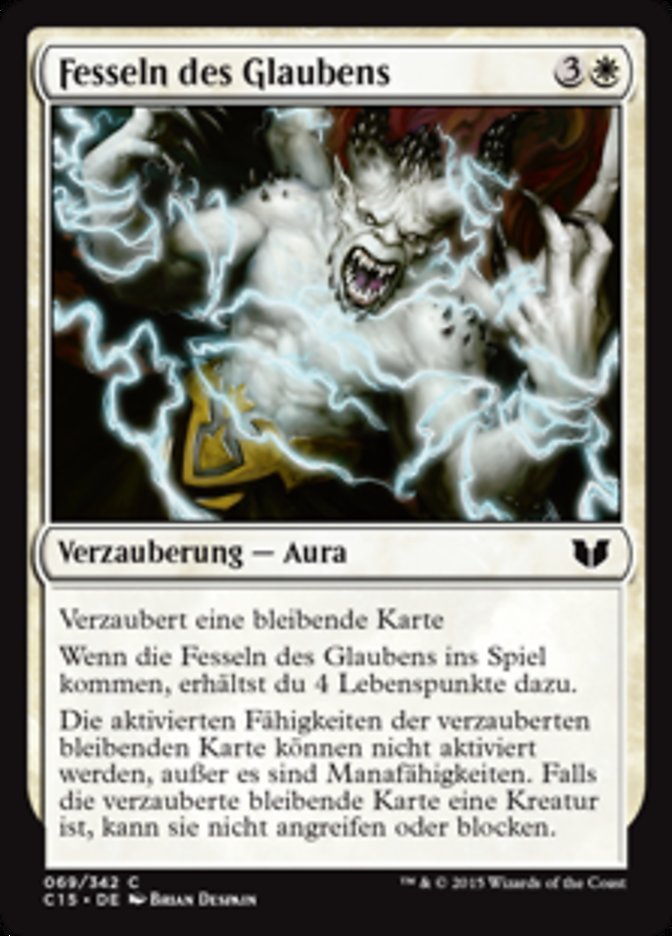 Fesseln des Glaubens 3
Verzauberung — Aura
Verzaubert eine bleibende Karte
Wenn die Fesseln des Glaubens ins Spiel
kommen, erhältst du 4 Lebenspunkte dazu.
Die aktivierten Fähigkeiten der verzauberten
bleibenden Karte können nicht aktiviert
werden, außer es sind Manafähigkeiten. Falls
die verzauberte bleibende Karte eine Kreatur
ist, kann sie nicht angreifen oder blocken.
069/342 C
™ & © 2015 Wizards of the Coast
C15 • DE Brian Despain